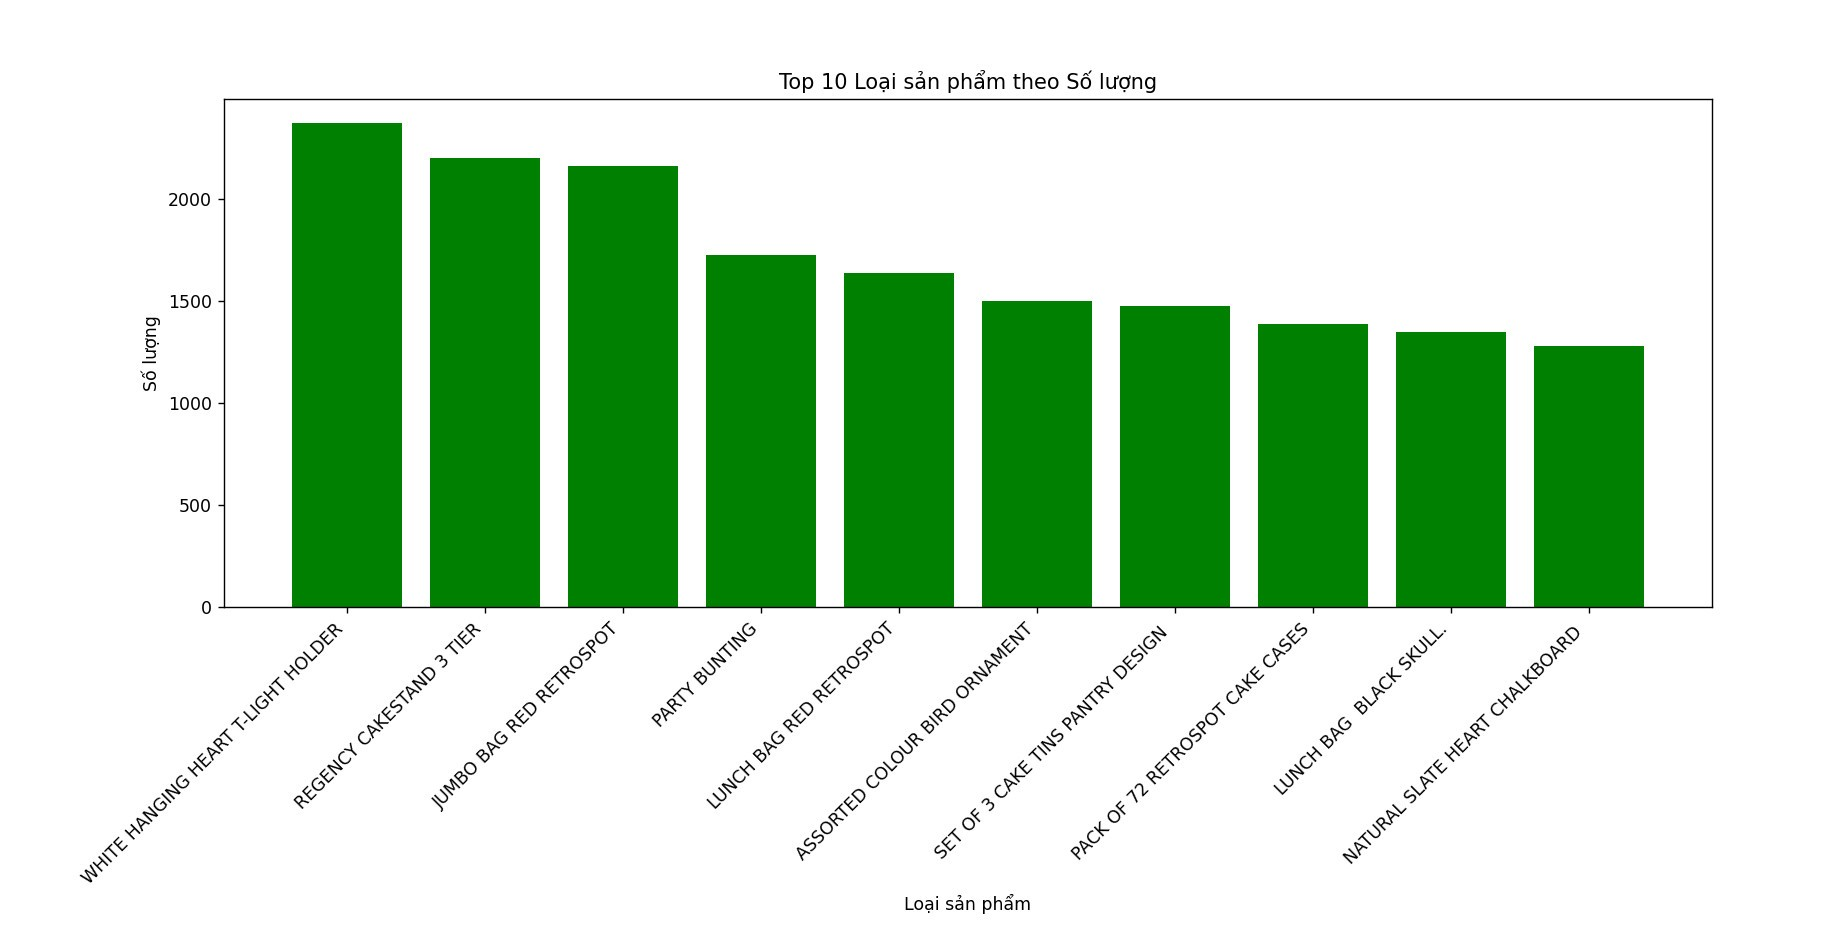 Top 10 Loại sản phẩm theo Số lượng
Số lượng
2000
1500
1000
500
0
WHITE HANGING HEART T-LIGHT HOLDER
REGENCY CAKESTAND 3 TIER
JUMBO BAG RED RETROSPOT
PARTY BUNTING
LUNCH BAG RED RETROSPOT
ASSORTED COLOUR BIRD ORNAMENT
SET OF 3 CAKE TINS PANTRY DESIGN
PACK OF 72 RETROSPOT CAKE CASES
LUNCH BAG  BLACK SKULL.
NATURAL SLATE HEART CHALKBOARD
Loại sản phẩm